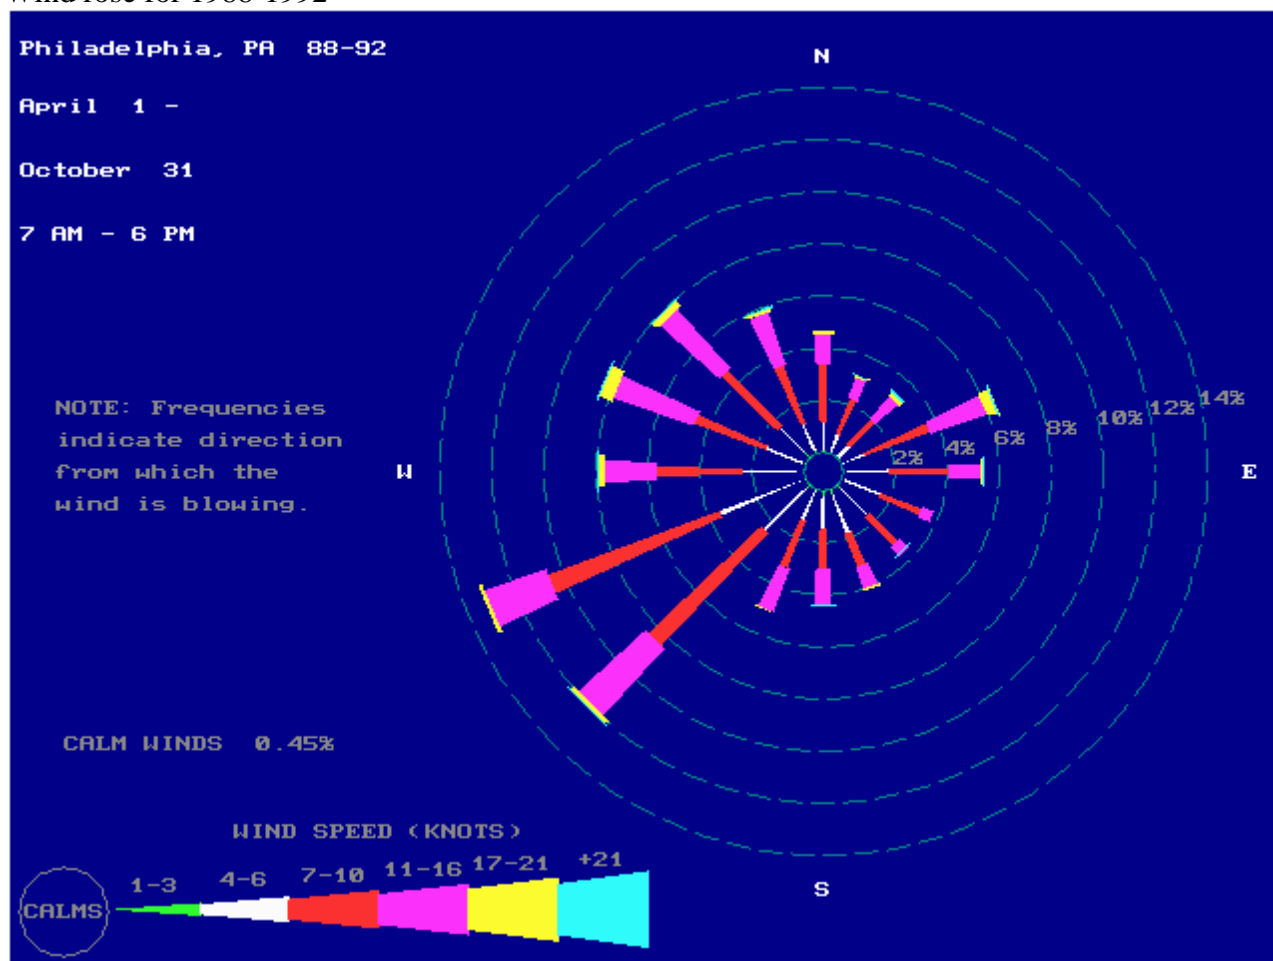 Philadelphia, PA 88-92
N
April 1 -
October 31
7 AM - 6 PM
NOTE: Frequencies
indicate direction
from which the
wind is blowing.
W
2% 4% 6% 8% 10% 12% 14%
E
CALM WINDS 0.45%
WIND SPEED (KNOTS)
CALMS 1-3 4-6 7-10 11-16 17-21 +21
S